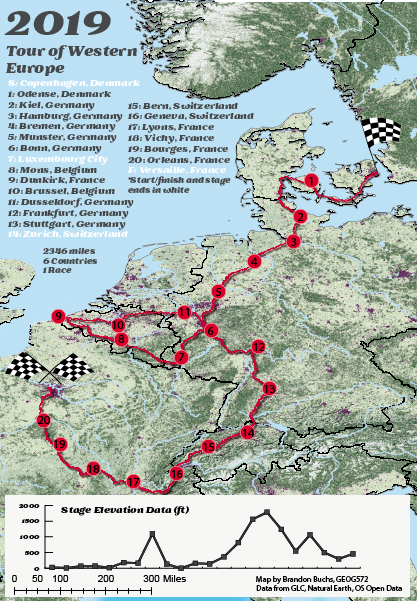 2019
Tour of Western
Europe
S: Copenhagen, Denmark
1: Odense, Denmark
2: Kiel, Germany
3: Hamburg, Germany
4: Bremen, Germany
5: Munster, Germany
6: Bonn, Germany
7: Luxembourg City
8: Mons, Belgium
9: Dunkirk, France
10: Brussel, Belgium
11: Dusseldorf, Germany
12: Frankfurt, Germany
13: Stuttgart, Germany
14: Zurich, Switzerland
15: Bern, Switzerland
16: Geneva, Switzerland
17: Lyons, France
18: Vichy, France
19: Bourges, France
20: Orleans, France
F: Versaille, France
*Start/finish and stage
ends in white
2346 miles
6 Countries
1 Race
1
2
3
4
5
9
10
11
6
8
7
12
13
14
15
16
17
18
19
20
Stage Elevation Data (ft)
2000
1500
1000
500
0
0 50 100 200 300 Miles
Map by Brandon Buchs, GEOG572
Data from GLC, Natural Earth, OS Open Data